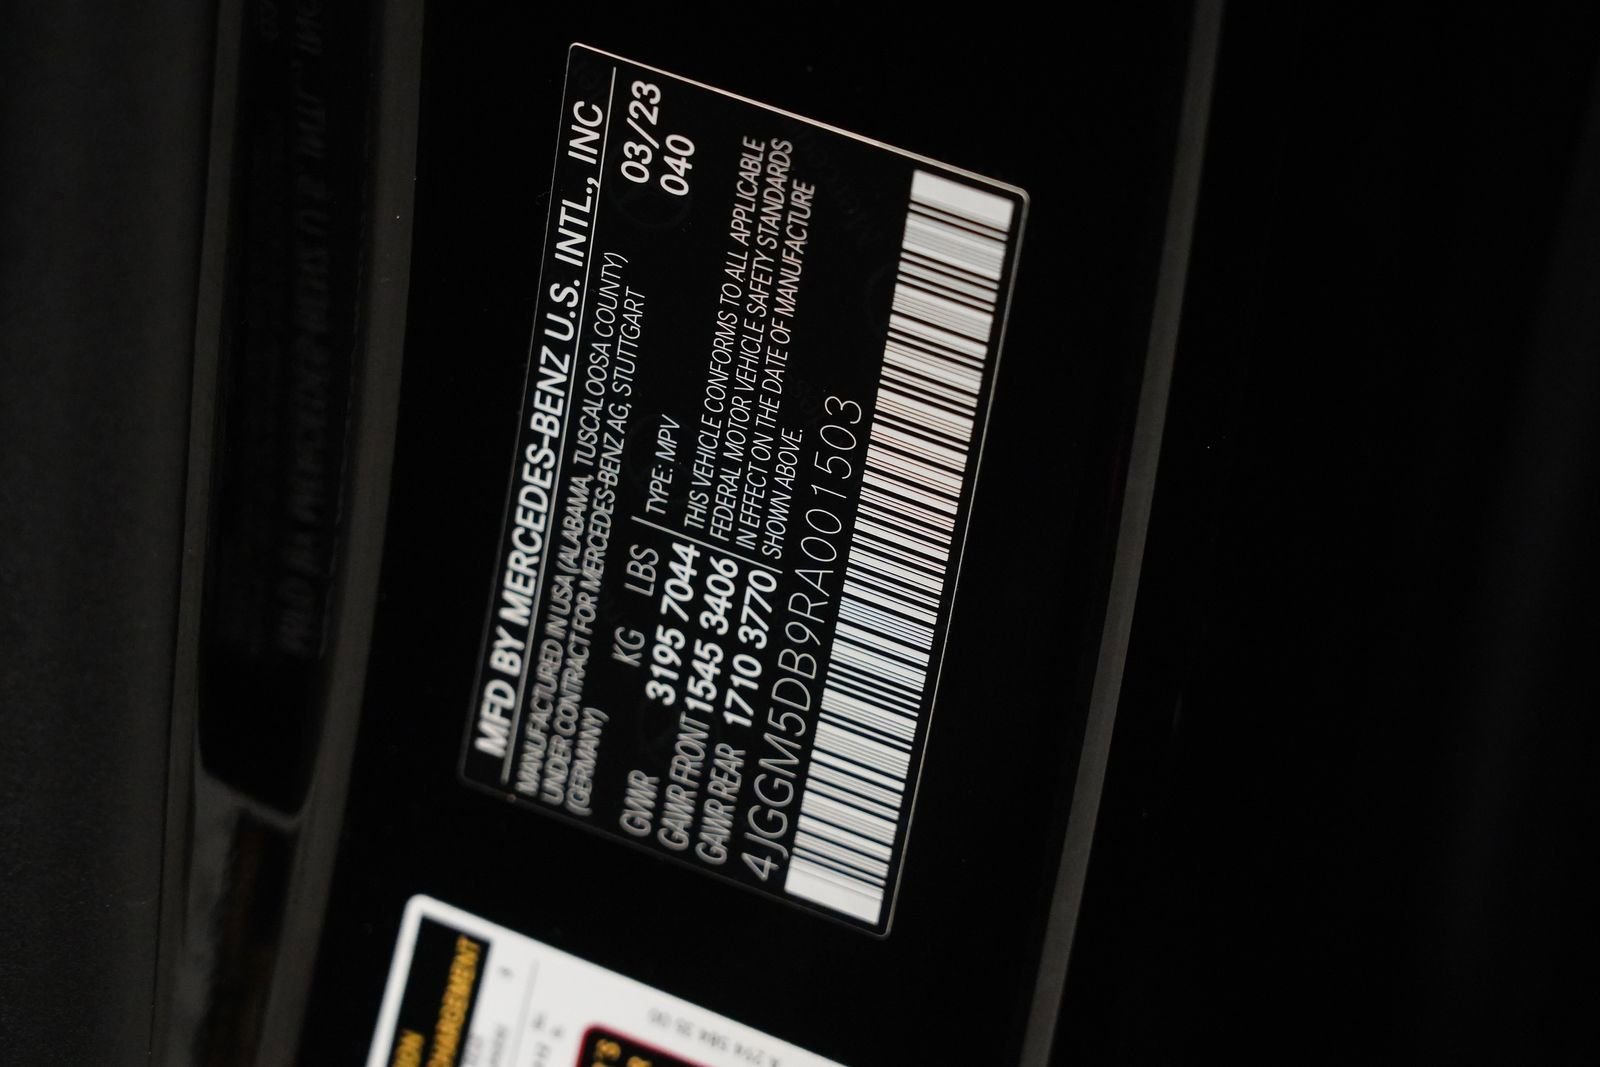 MFD BY MERCEDES-BENZ U.S. INTL., INC
MANUFACTURED IN USA (ALABAMA, TUSCALOOSA COUNTY)
UNDER CONTRACT FOR MERCEDES-BENZ AG, STUTTGART
(GERMANY)
03/23
040
KG LBS TYPE: MPV
GVWR 3195 7044
GAWR FRONT 1545 3406
GAWR REAR 1710 3770
THIS VEHICLE CONFORMS TO ALL APPLICABLE
FEDERAL MOTOR VEHICLE SAFETY STANDARDS
IN EFFECT ON THE DATE OF MANUFACTURE
SHOWN ABOVE.
4JGGM5DB9RA001503